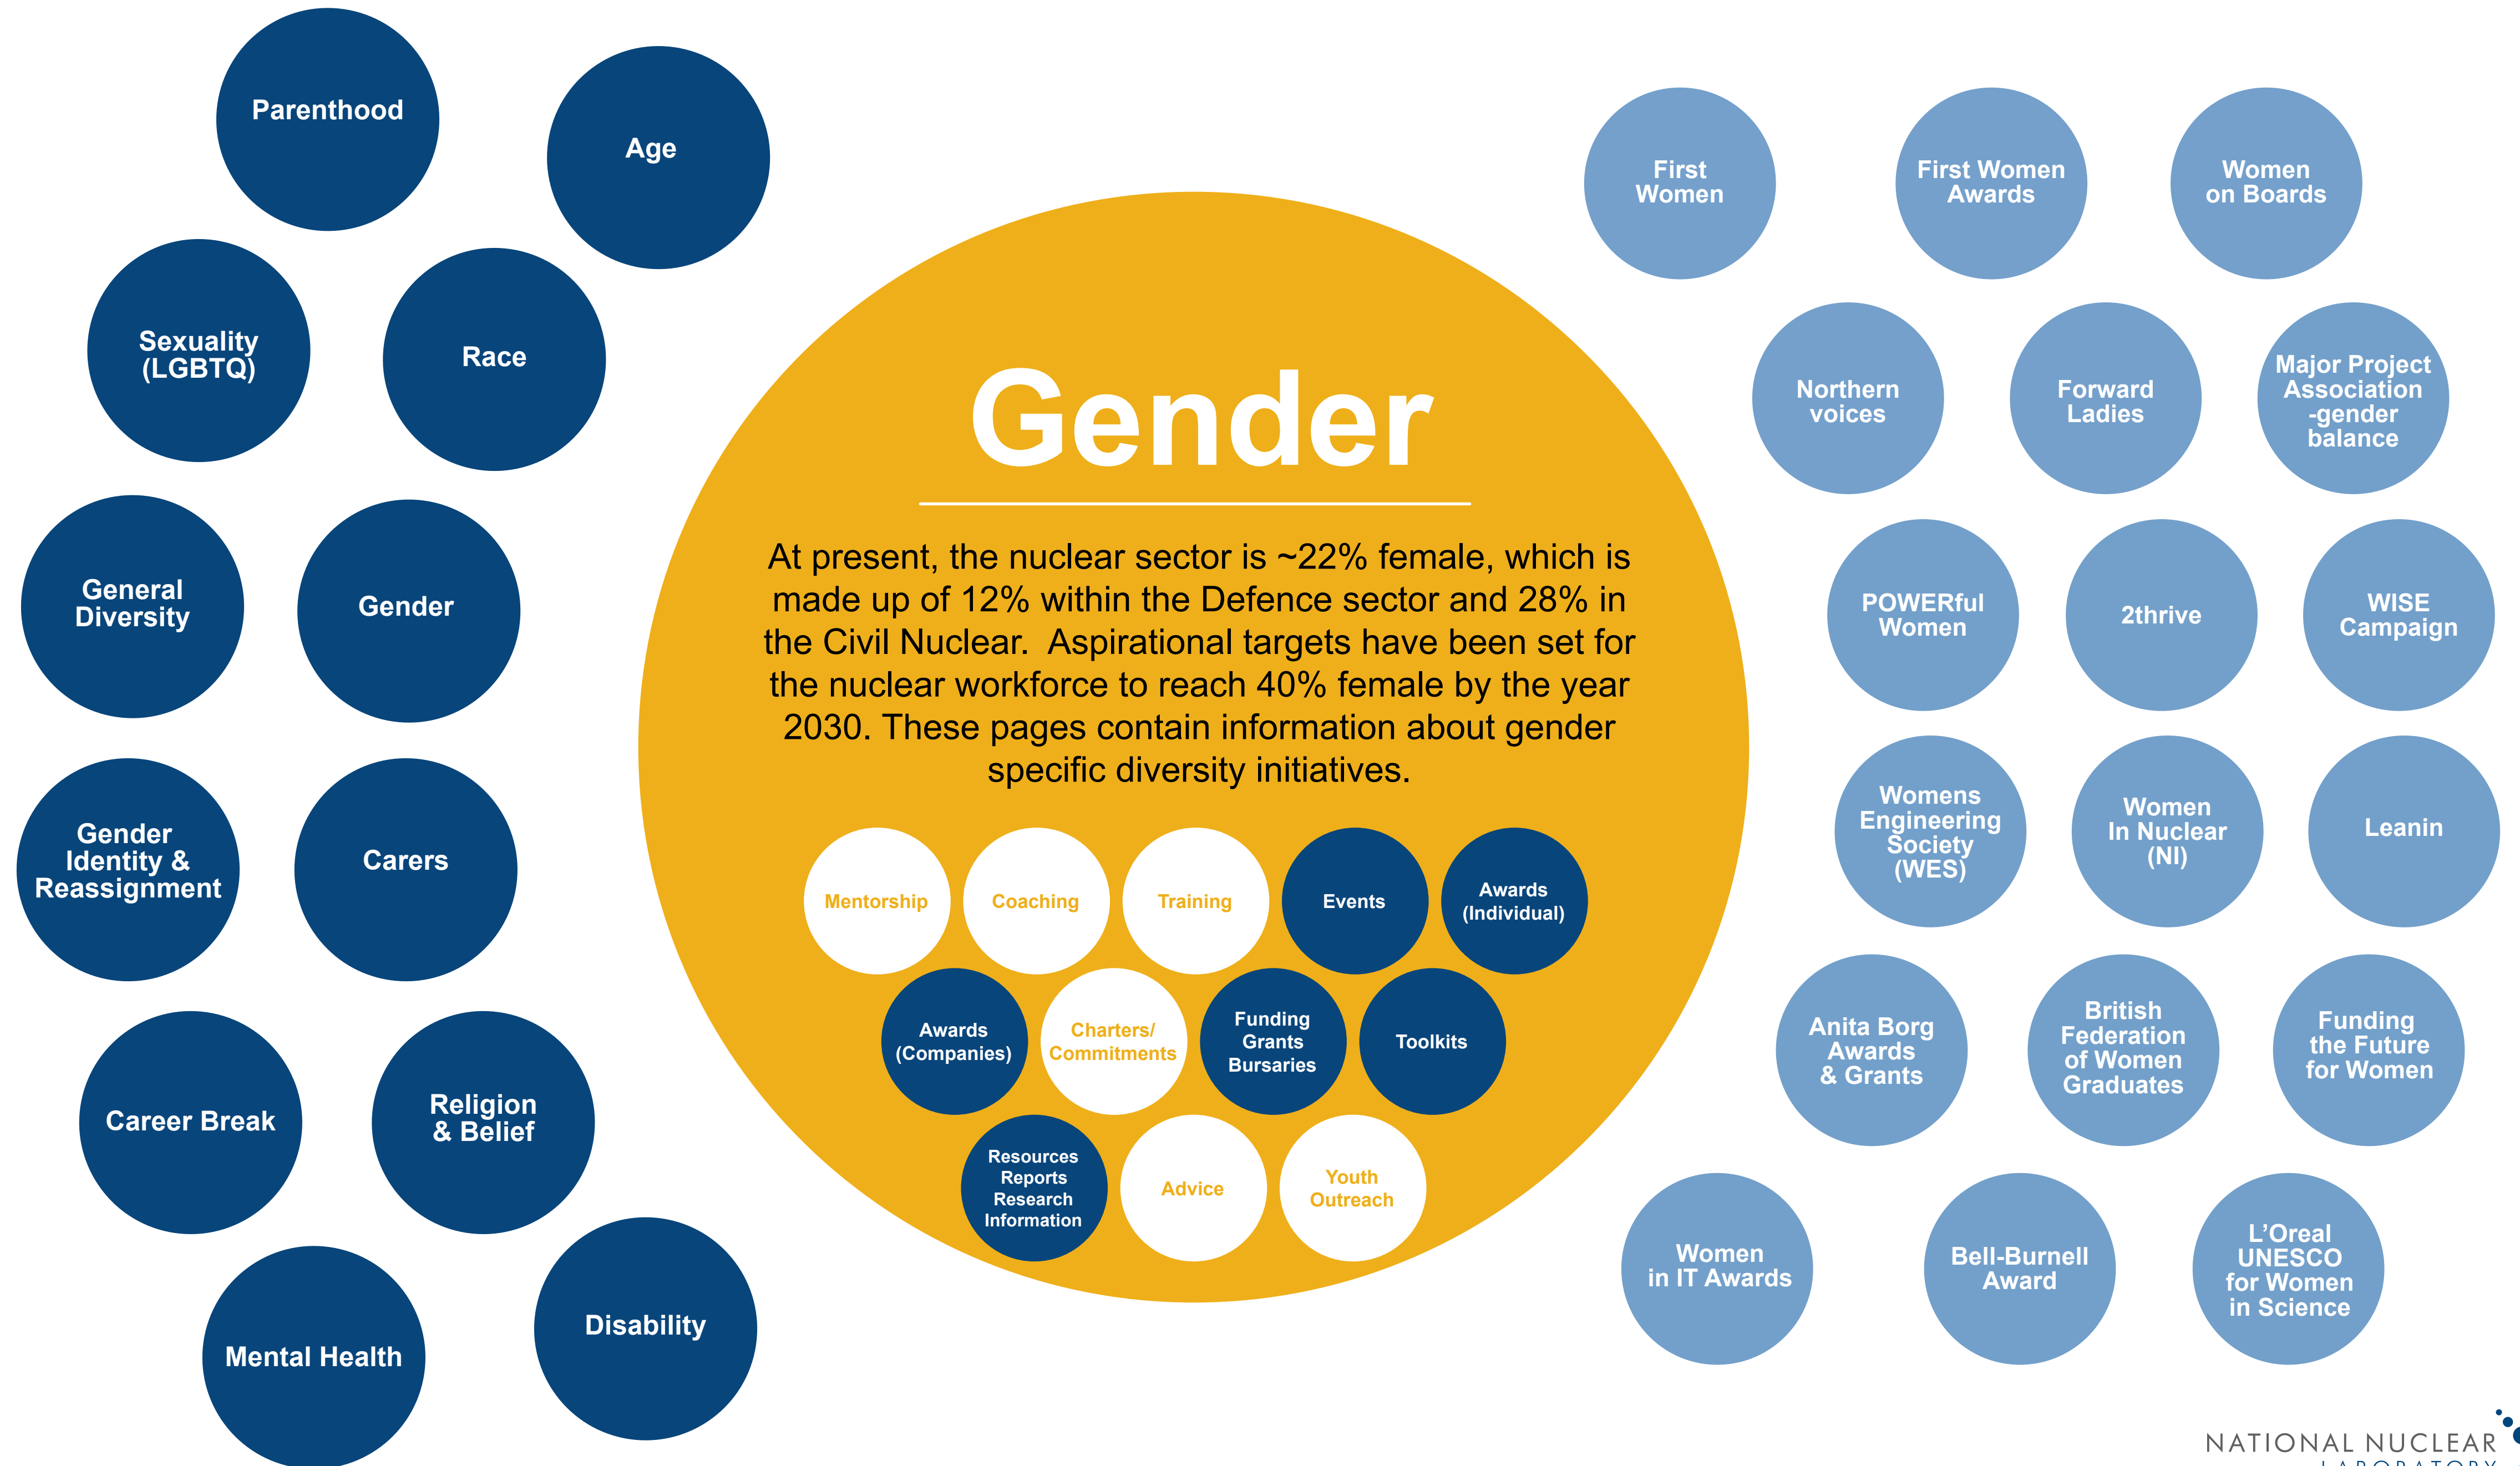 Parenthood
Age
Sexuality
(LGBTQ)
Race
General
Diversity
Gender
Gender
Identity &
Reassignment
Carers
Career Break
Religion
& Belief
Mental Health
Disability
Gender
At present, the nuclear sector is ~22% female, which is
made up of 12% within the Defence sector and 28% in
the Civil Nuclear.  Aspirational targets have been set for
the nuclear workforce to reach 40% female by the year
2030. These pages contain information about gender
specific diversity initiatives.
Mentorship
Coaching
Training
Events
Awards
(Individual)
Awards
(Companies)
Charters/
Commitments
Funding
Grants
Bursaries
Toolkits
Resources
Reports
Research
Information
Advice
Youth
Outreach
First
Women
First Women
Awards
Women
on Boards
Northern
voices
Forward
Ladies
Major Project
Association
-gender
balance
POWERful
Women
2thrive
WISE
Campaign
Womens
Engineering
Society
(WES)
Women
In Nuclear
(NI)
Leanin
Anita Borg
Awards
& Grants
British
Federation
of Women
Graduates
Funding
the Future
for Women
Women
in IT Awards
Bell-Burnell
Award
L’Oreal
UNESCO
for Women
in Science
NATIONAL NUCLEAR
LABORATORY